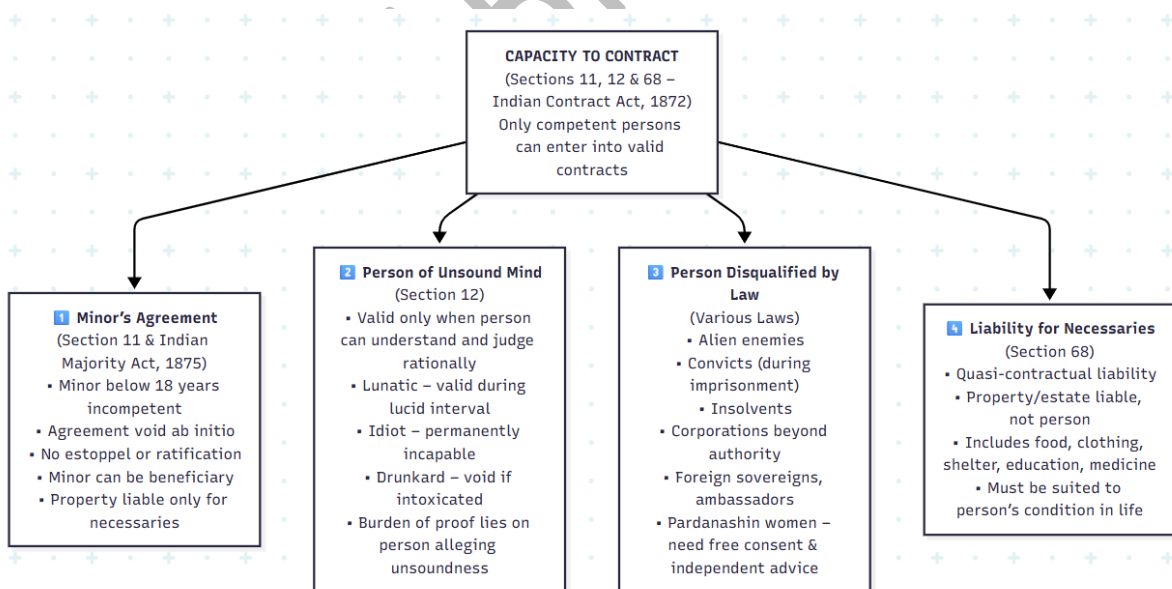 CAPACITY TO CONTRACT
(Sections 11, 12 & 68 –
Indian Contract Act, 1872)
Only competent persons
can enter into valid
contracts
1 Minor's Agreement
(Section 11 & Indian
Majority Act, 1875)
▪ Minor below 18 years
incompetent
▪ Agreement void ab initio
▪ No estoppel or ratification
▪ Minor can be beneficiary
▪ Property liable only for
necessaries
2 Person of Unsound Mind
(Section 12)
▪ Valid only when person
can understand and judge
rationally
▪ Lunatic – valid during
lucid interval
▪ Idiot – permanently
incapable
▪ Drunkard – void if
intoxicated
▪ Burden of proof lies on
person alleging
unsoundness
3 Person Disqualified by
Law
(Various Laws)
▪ Alien enemies
▪ Convicts (during
imprisonment)
▪ Insolvents
▪ Corporations beyond
authority
▪ Foreign sovereigns,
ambassadors
▪ Pardanashin women –
need free consent &
independent advice
4 Liability for Necessaries
(Section 68)
▪ Quasi-contractual liability
▪ Property/estate liable,
not person
▪ Includes food, clothing,
shelter, education, medicine
▪ Must be suited to
person's condition in life